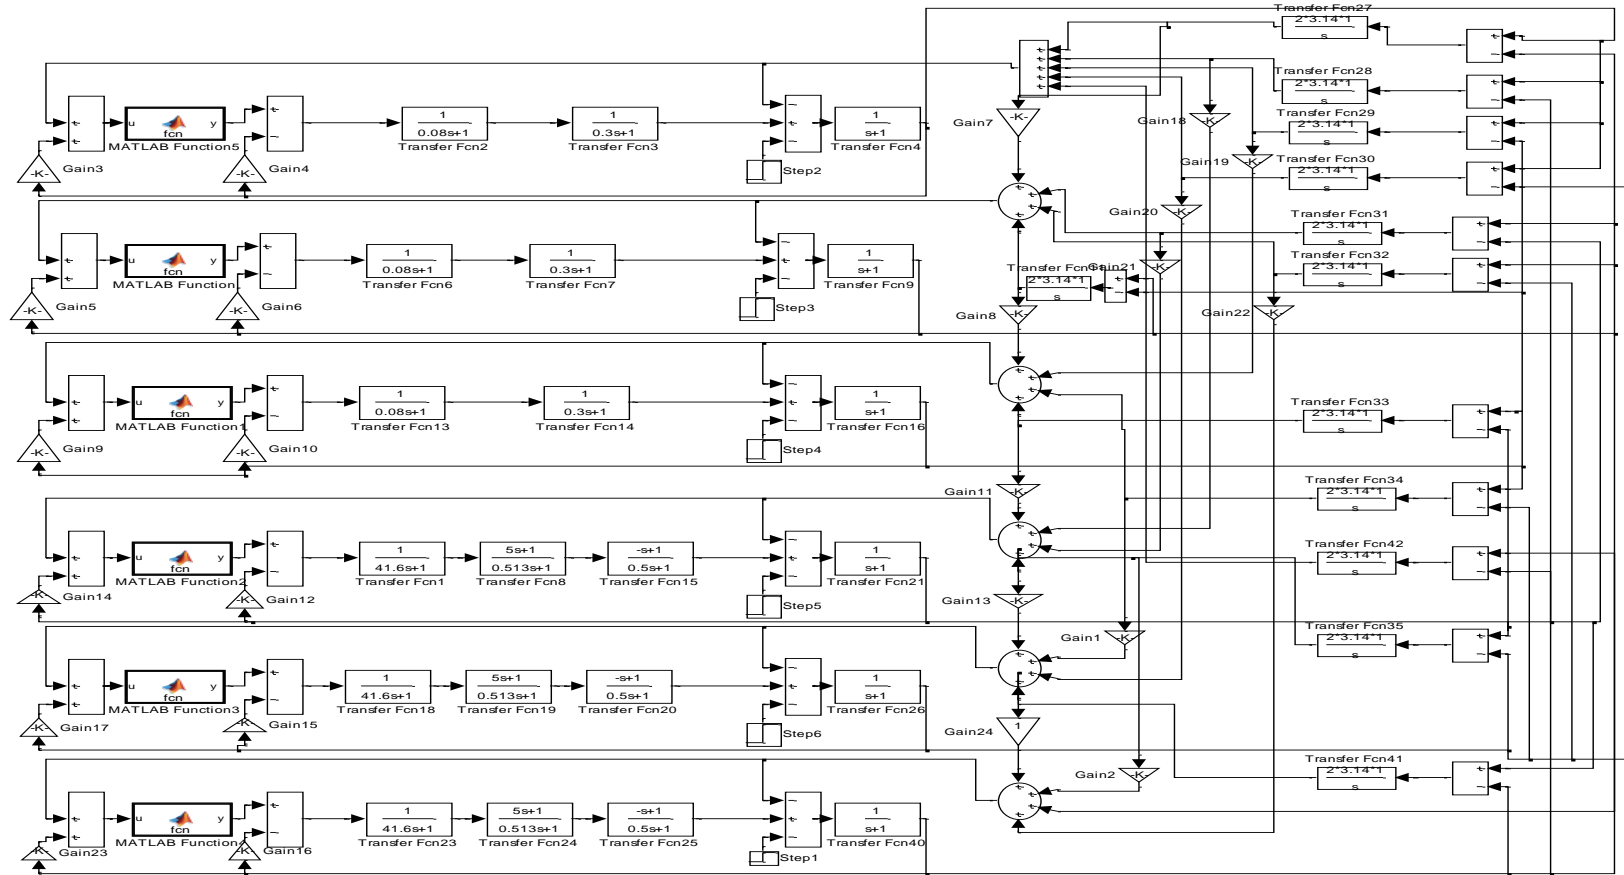 Transfer Fcn27
2*3.14*1
s
Transfer Fcn28
2*3.14*1
s
Transfer Fcn29
2*3.14*1
s
Transfer Fcn30
2*3.14*1
s
Transfer Fcn31
2*3.14*1
s
Transfer Fcn32
2*3.14*1
s
Gain7
-K-
Gain18
-K-
Gain19
-K-
Gain20
-K-
Gain21
-K-
2*3.14*1
s
Gain8
-K-
Gain22
-K-
u fcn y
MATLAB Function5
Gain3
-K-
Gain4
-K-
1
0.08s+1
Transfer Fcn2
1
0.3s+1
Transfer Fcn3
Step2
1
s+1
Transfer Fcn4
fcn
MATLAB Function
Gain5
-K-
Gain6
-K-
1
0.08s+1
Transfer Fcn6
1
0.3s+1
Transfer Fcn7
Step3
1
s+1
Transfer Fcn9
u fcn y
MATLAB Function1
Gain9
-K-
Gain10
-K-
1
0.08s+1
Transfer Fcn13
1
0.3s+1
Transfer Fcn14
Step4
1
s+1
Transfer Fcn16
Transfer Fcn33
2*3.14*1
s
Gain11
-K-
Transfer Fcn34
2*3.14*1
s
u fcn y
MATLAB Function2
Gain14
-K-
Gain12
-K-
1
41.6s+1
Transfer Fcn1
5s+1
0.513s+1
Transfer Fcn8
-s+1
0.5s+1
Transfer Fcn15
Step5
1
s+1
Transfer Fcn21
Transfer Fcn42
2*3.14*1
s
Gain13
-K-
Gain1
-K-
Transfer Fcn35
2*3.14*1
s
u fcn y
MATLAB Function3
Gain17
-K-
Gain15
-K-
1
41.6s+1
Transfer Fcn18
5s+1
0.513s+1
Transfer Fcn19
-s+1
0.5s+1
Transfer Fcn20
Step6
1
s+1
Transfer Fcn26
Gain24
1
Gain2
-K-
Transfer Fcn41
2*3.14*1
s
u fcn y
MATLAB Function
Gain23
-K-
Gain16
-K-
1
41.6s+1
Transfer Fcn23
5s+1
0.513s+1
Transfer Fcn24
-s+1
0.5s+1
Transfer Fcn25
Step1
1
s+1
Transfer Fcn40